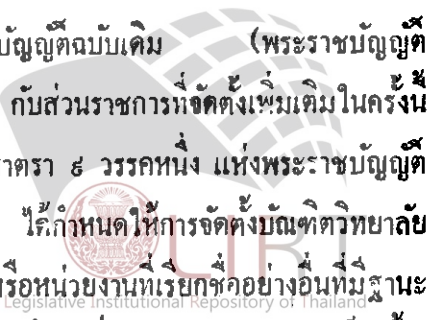 บัญญัติฉบับเดิม (พระราชบัญญัติ
กับส่วนราชการที่จัดตั้งเพิ่มเติมในครั้งนี้
าตรา ๙ วรรคหนึ่ง แห่งพระราชบัญญัติ
ได้กำหนดให้การจัดตั้งบัณฑิตวิทยาลัย
รือหน่วยงานที่เรียกชื่ออย่างอื่นที่มีฐานะ
LIRT
Legislative Institutional Repository of Thailand